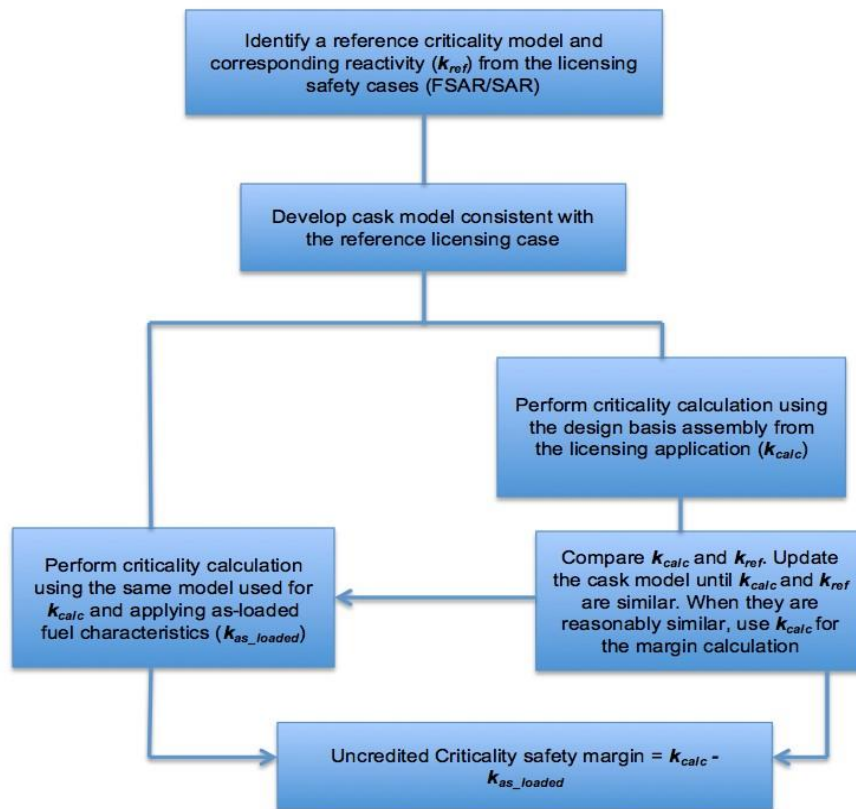 Identify a reference criticality model and
corresponding reactivity (kref) from the licensing
safety cases (FSAR/SAR)
Develop cask model consistent with
the reference licensing case
Perform criticality calculation using
the design basis assembly from
the licensing application (kcalc)
Perform criticality calculation
using the same model used for
kcalc and applying as-loaded
fuel characteristics (kas_loaded)
Compare kcalc and kref. Update
the cask model until kcalc and kref
are similar. When they are
reasonably similar, use kcalc for
the margin calculation
Uncredited Criticality safety margin = kcalc -
kas_loaded